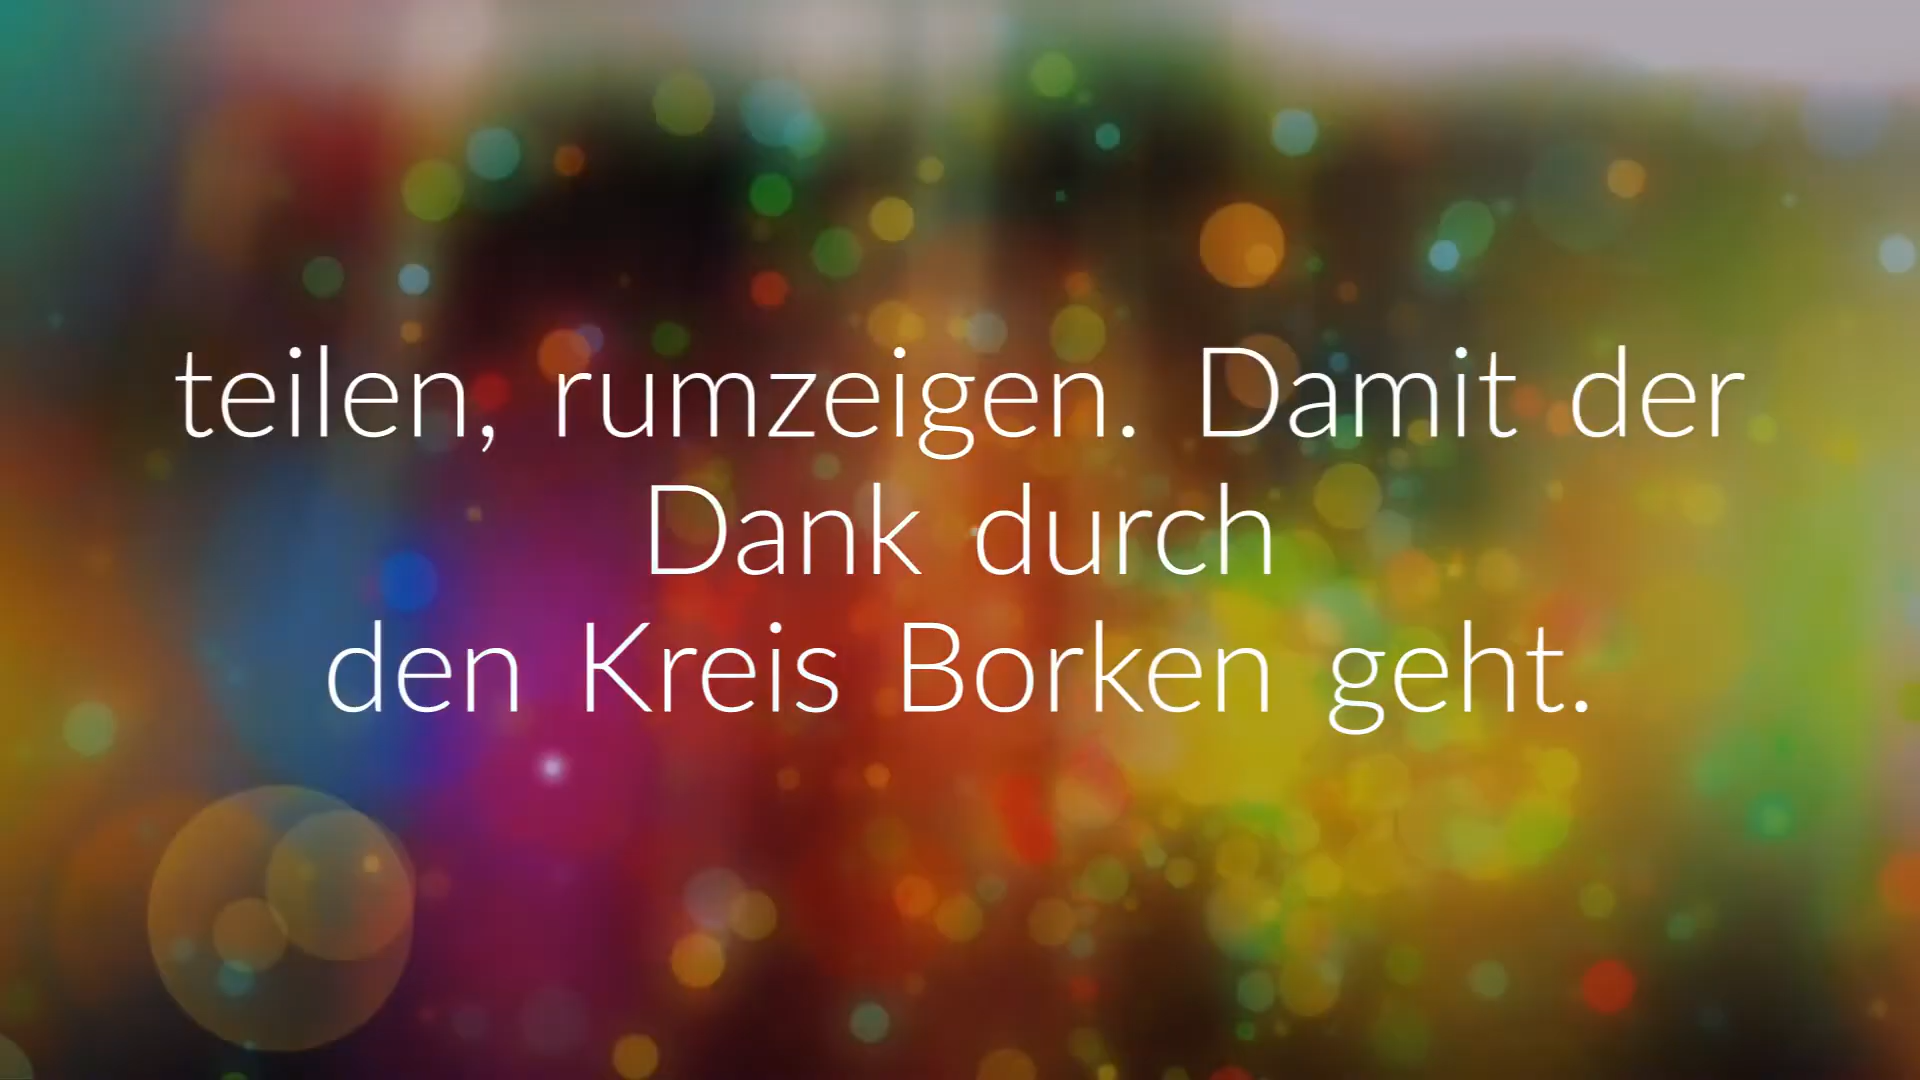 teilen, rumzeigen. Damit der
Dank durch
den Kreis Borken geht.